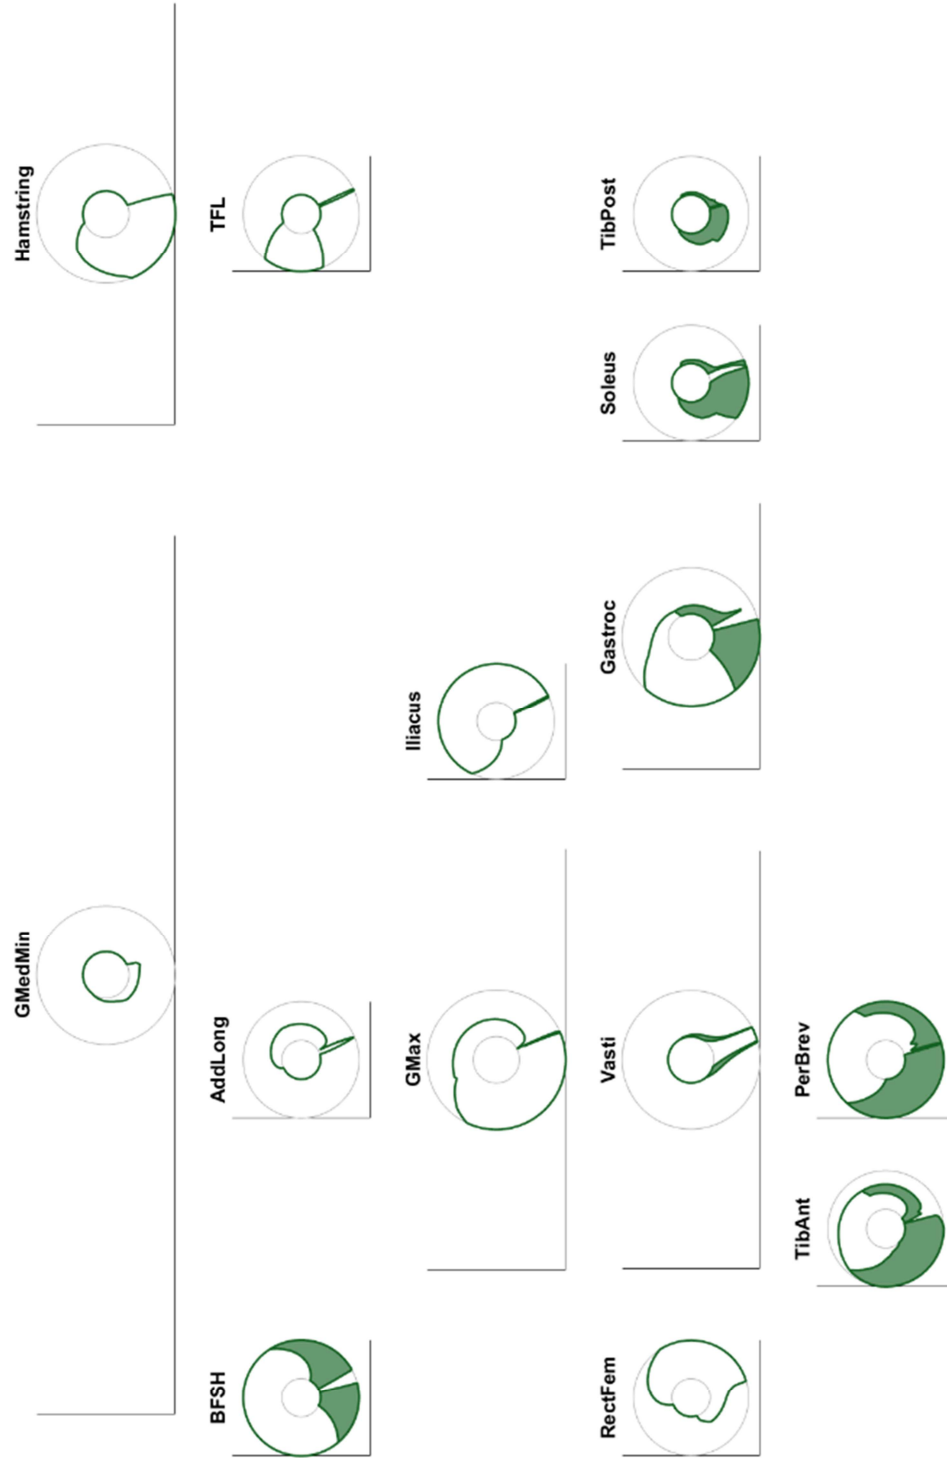 GMedMin
Hamstring
BFSH
AddLong
TFL
GMax
Iliacus
RectFem
Vasti
Gastroc
Soleus
TibPost
TibAnt
PerBrev